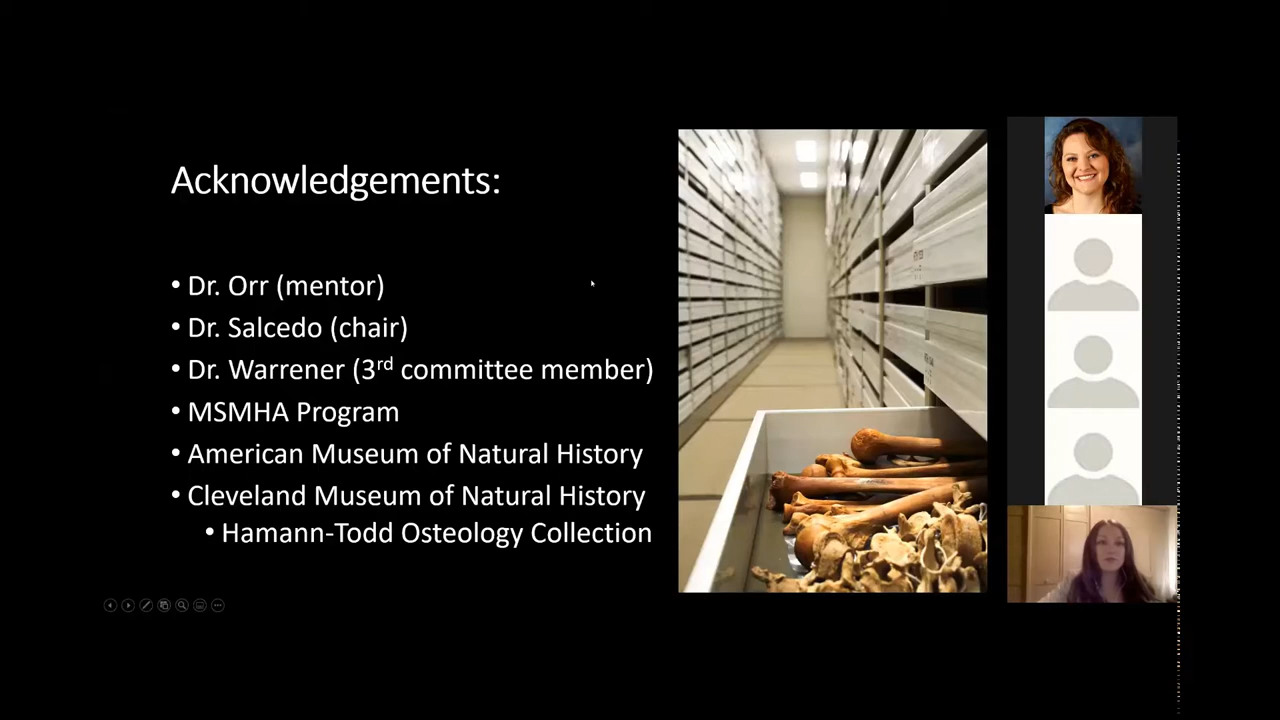 Acknowledgements:
• Dr. Orr (mentor)
• Dr. Salcedo (chair)
• Dr. Warrener (3rd committee member)
• MSMHA Program
• American Museum of Natural History
• Cleveland Museum of Natural History
• Hamann-Todd Osteology Collection